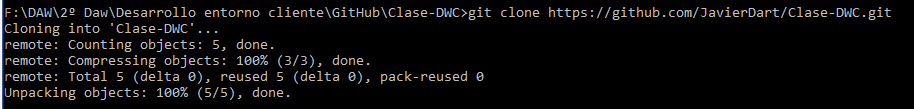 F:\DAW\2º Daw\Desarrollo entorno cliente\GitHub\Clase-DWC>git clone https://github.com/JavierDart/Clase-DWC.git
Cloning into 'Clase-DWC'...
remote: Counting objects: 5, done.
remote: Compressing objects: 100% (3/3), done.
remote: Total 5 (delta 0), reused 5 (delta 0), pack-reused 0
Unpacking objects: 100% (5/5), done.